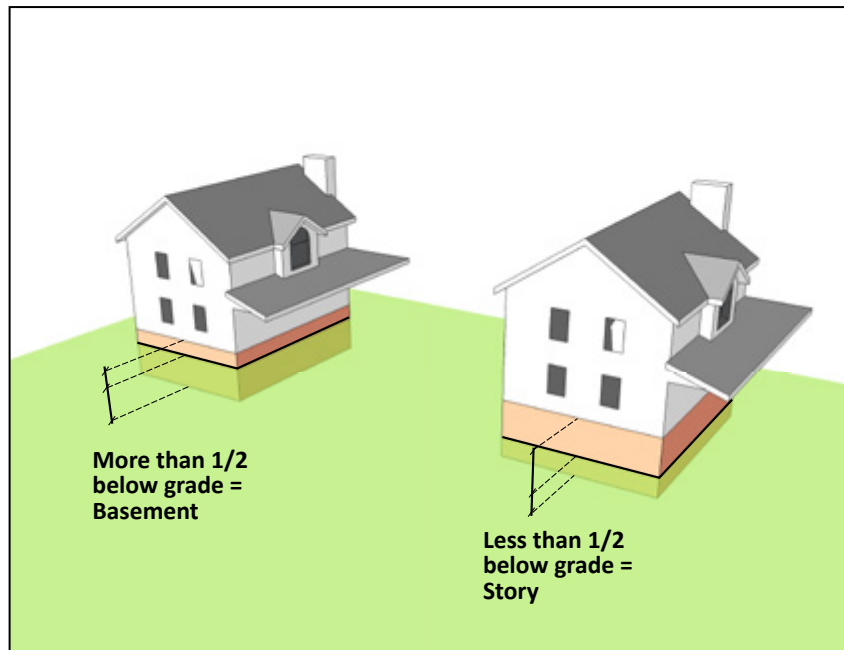 More than 1/2
below grade =
Basement
Less than 1/2
below grade =
Story